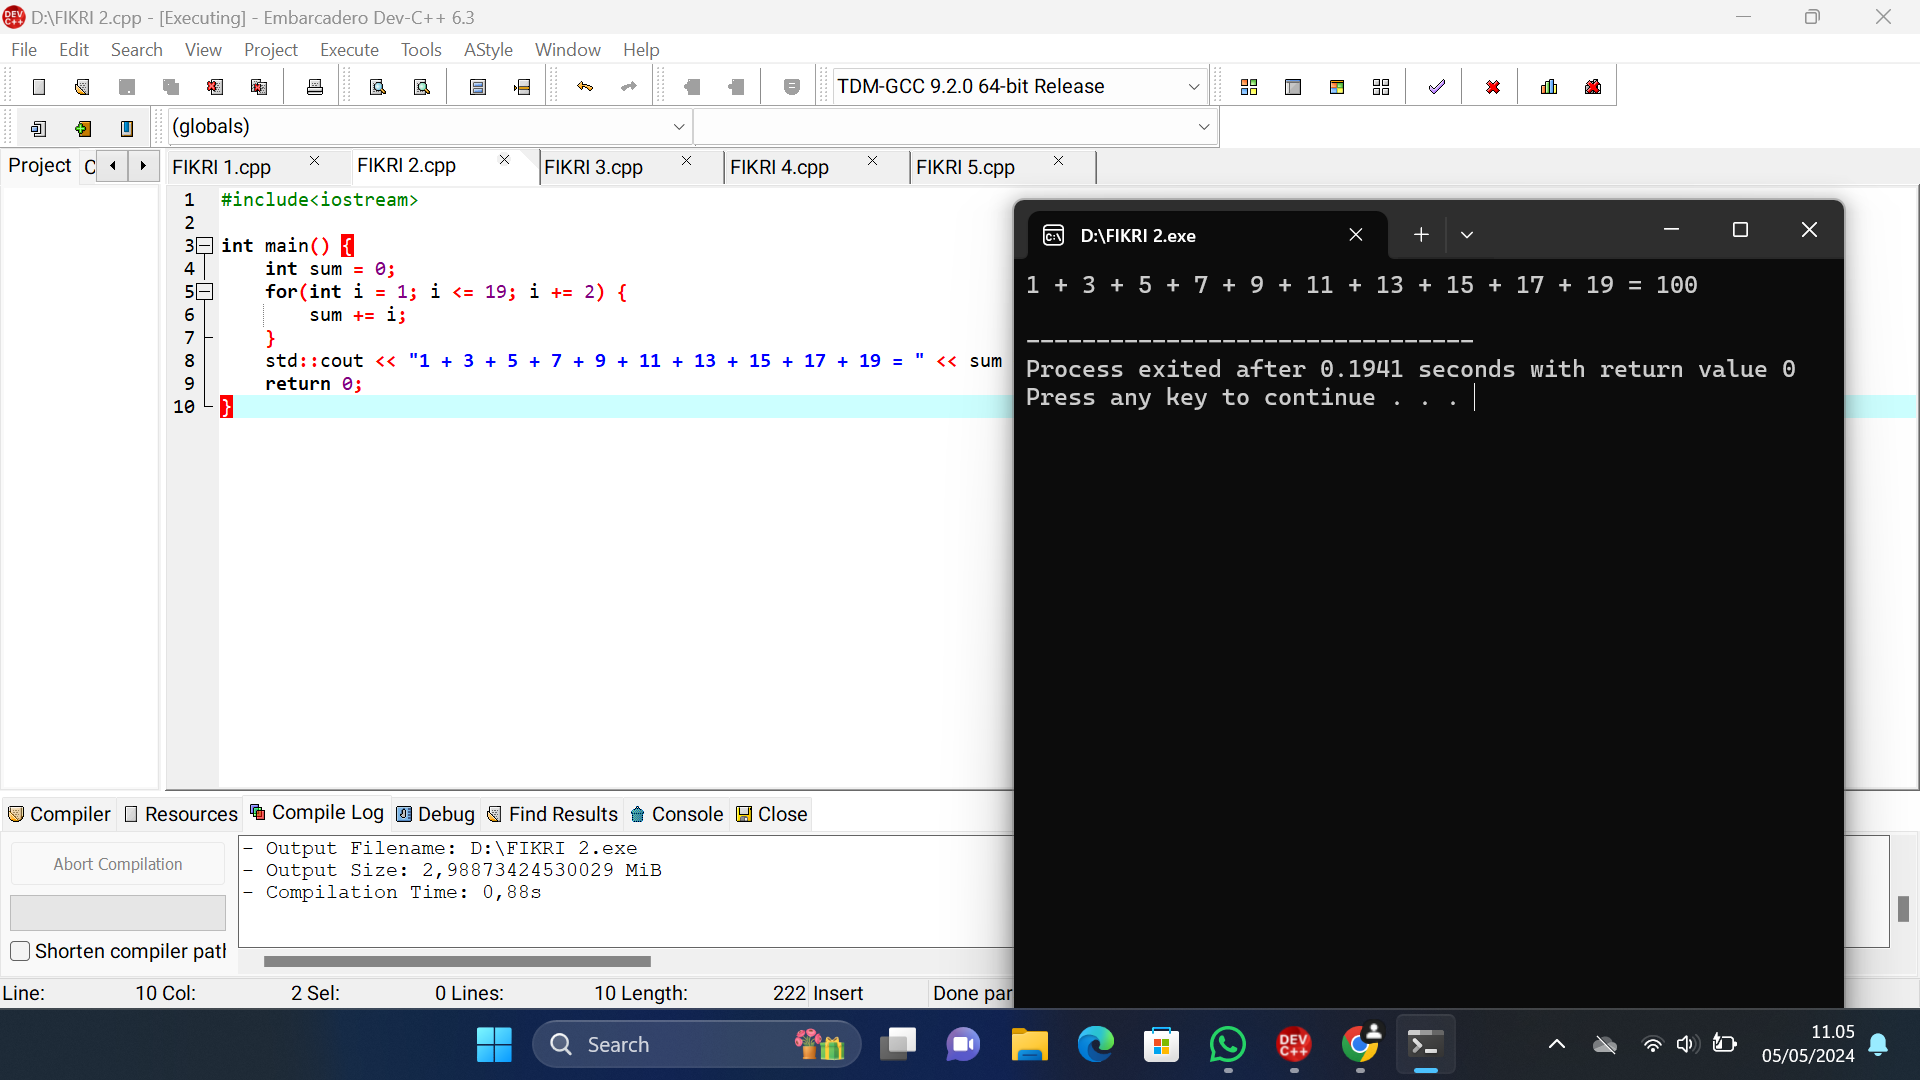 D:\FIKRI 2.cpp - [Executing] - Embarcadero Dev-C++ 6.3
File Edit Search View Project Execute Tools AStyle Window Help
TDM-GCC 9.2.0 64-bit Release
(globals)
Project C FIKRI 1.cpp FIKRI 2.cpp FIKRI 3.cpp FIKRI 4.cpp FIKRI 5.cpp
1 #include<iostream>
2
3 int main() {
4 int sum = 0;
5 for(int i = 1; i <= 19; i += 2) {
6 sum += i;
7 }
8 std::cout << "1 + 3 + 5 + 7 + 9 + 11 + 13 + 15 + 17 + 19 = " << sum
9 return 0;
10 }
D:\FIKRI 2.exe
1 + 3 + 5 + 7 + 9 + 11 + 13 + 15 + 17 + 19 = 100
--------------------------------
Process exited after 0.1941 seconds with return value 0
Press any key to continue . . .
Compiler Resources Compile Log Debug Find Results Console Close
Abort Compilation
Shorten compiler path
- Output Filename: D:\FIKRI 2.exe
- Output Size: 2,98873424530029 MiB
- Compilation Time: 0,88s
Line: 10 Col: 2 Sel: 0 Lines: 10 Length: 222 Insert Done par
Search
DEV C++
11.05
05/05/2024